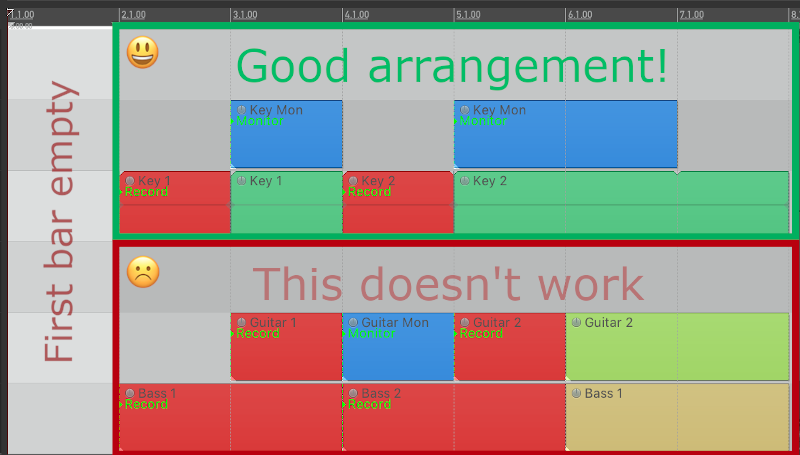 1.1.00 2.1.00 3.1.00 4.1.00 5.1.00 6.1.00 7.1.00 8.1
Good arrangement!
Key Mon Key Mon
Monitor Monitor
Key 1 Key 1 Key 2 Key 2
Record Record
First bar empty
This doesn't work
Guitar 1 Guitar Mon Guitar 2 Guitar 2
Record Monitor Record
Bass 1 Bass 2 Bass 1
Record Record